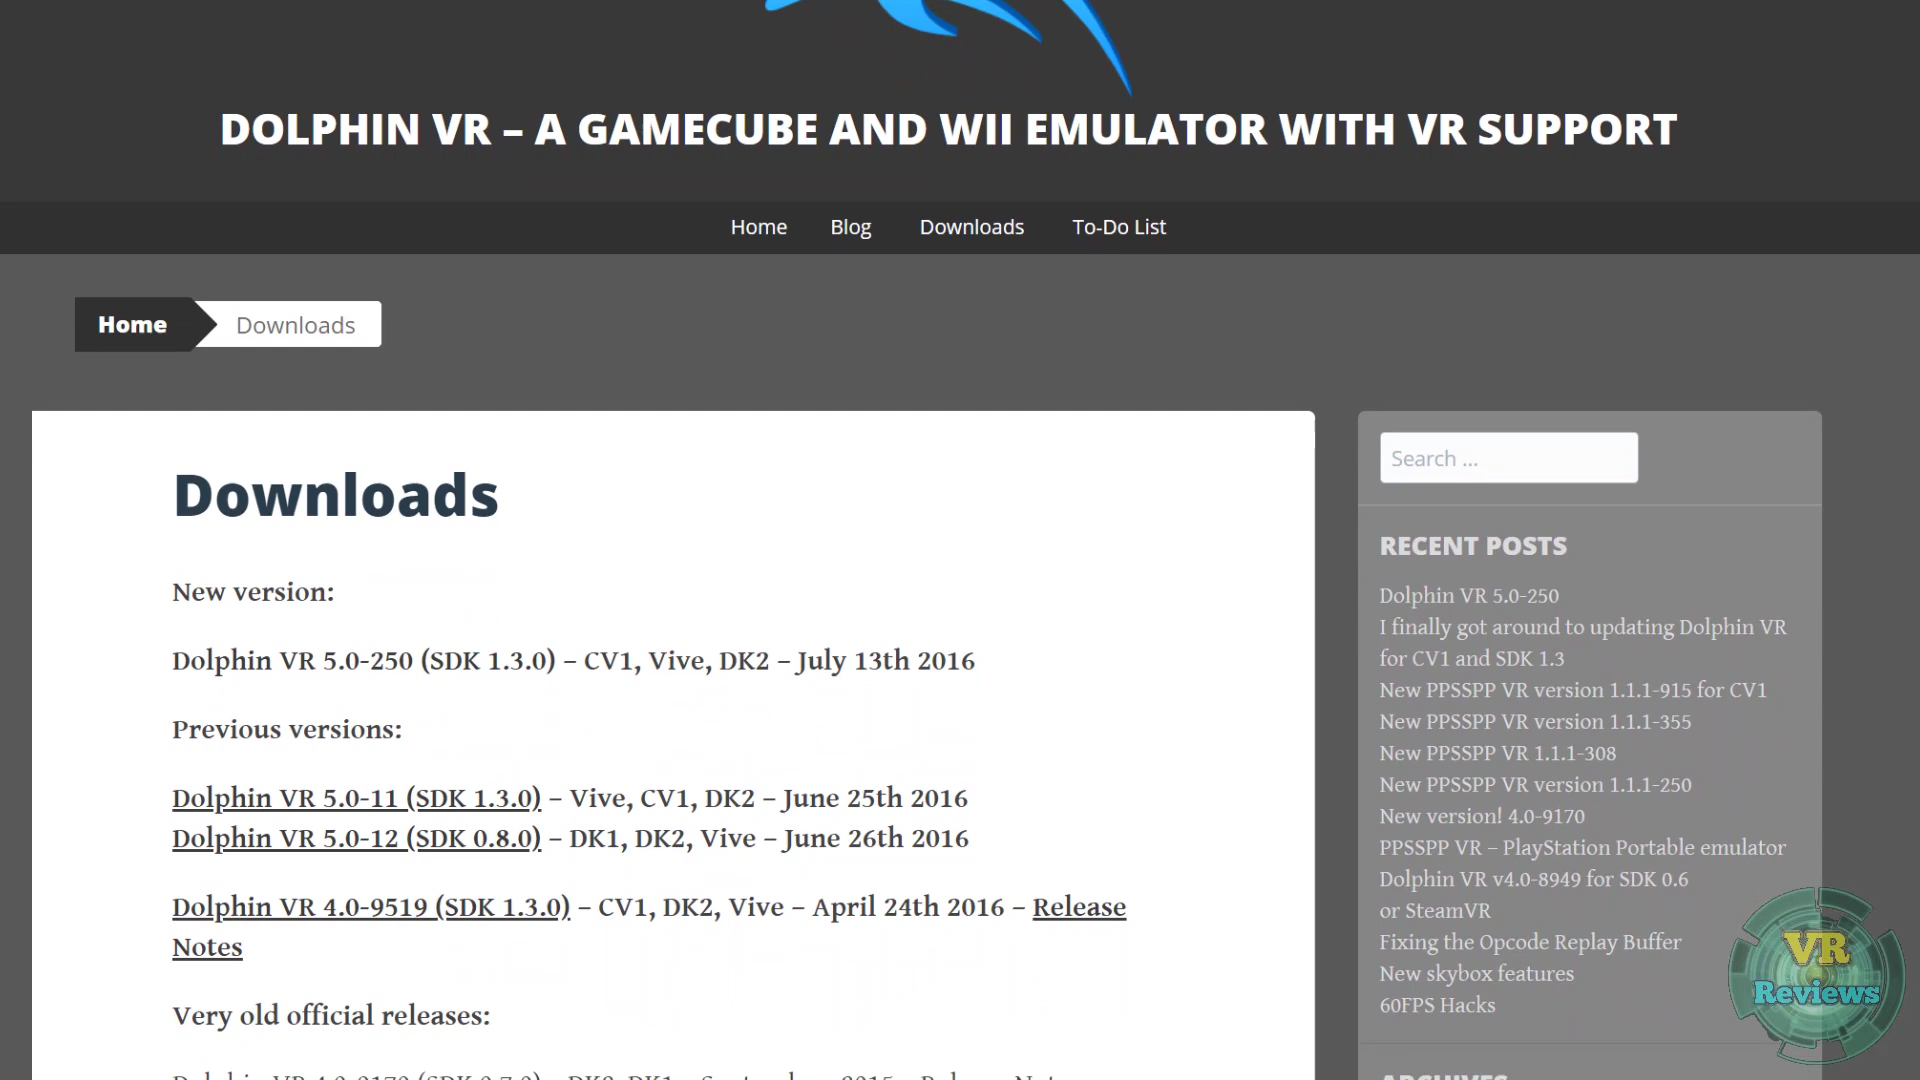 DOLPHIN VR – A GAMECUBE AND WII EMULATOR WITH VR SUPPORT
Home Blog Downloads To-Do List
Home Downloads
Downloads
New version:
Dolphin VR 5.0-250 (SDK 1.3.0) – CV1, Vive, DK2 – July 13th 2016
Previous versions:
Dolphin VR 5.0-11 (SDK 1.3.0) – Vive, CV1, DK2 – June 25th 2016
Dolphin VR 5.0-12 (SDK 0.8.0) – DK1, DK2, Vive – June 26th 2016
Dolphin VR 4.0-9519 (SDK 1.3.0) – CV1, DK2, Vive – April 24th 2016 – Release
Notes
Very old official releases:
Search ...
RECENT POSTS
Dolphin VR 5.0-250
I finally got around to updating Dolphin VR
for CV1 and SDK 1.3
New PPSSPP VR version 1.1.1-915 for CV1
New PPSSPP VR version 1.1.1-355
New PPSSPP VR 1.1.1-308
New PPSSPP VR version 1.1.1-250
New version! 4.0-9170
PPSSPP VR – PlayStation Portable emulator
Dolphin VR v4.0-8949 for SDK 0.6
or SteamVR
Fixing the Opcode Replay Buffer
New skybox features
60FPS Hacks
ARCHIVES
VR
Reviews